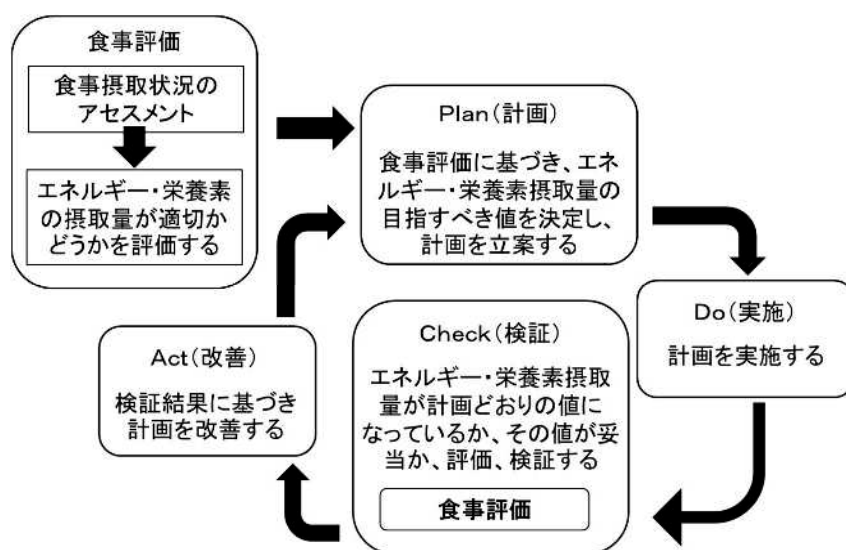 食事評価
食事摂取状況の
アセスメント
エネルギー・栄養素
の摂取量が適切か
どうかを評価する
Plan(計画)
食事評価に基づき、エネ
ルギー・栄養素摂取量の
目指すべき値を決定し、
計画を立案する
Do(実施)
計画を実施する
Check(検証)
エネルギー・栄養素摂取
量が計画どおりの値に
なっているか、その値が妥
当か、評価、検証する
食事評価
Act(改善)
検証結果に基づき
計画を改善する